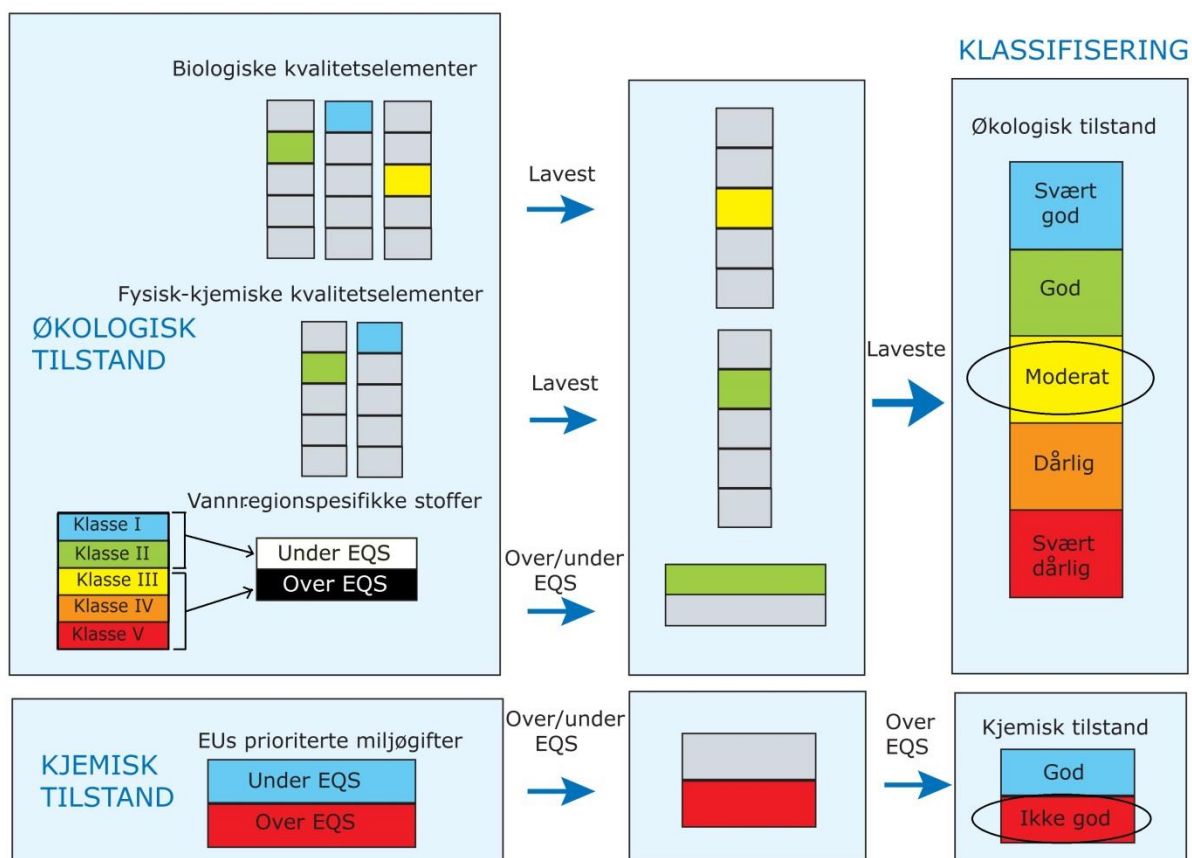 KLASSIFISERING
Biologiske kvalitetselementer
Lavest
Fysisk-kjemiske kvalitetselementer
ØKOLOGISK
TILSTAND
Lavest
Vannregionspesifikke stoffer
Klasse I
Klasse II
Klasse III
Klasse IV
Klasse V
Under EQS
Over EQS
Over/under
EQS
Laveste
Økologisk tilstand
Svært
god
God
Moderat
Dårlig
Svært
dårlig
KJEMISK
TILSTAND
EUs prioriterte miljøgifter
Under EQS
Over EQS
Over/under
EQS
Over
EQS
Kjemisk tilstand
God
Ikke god